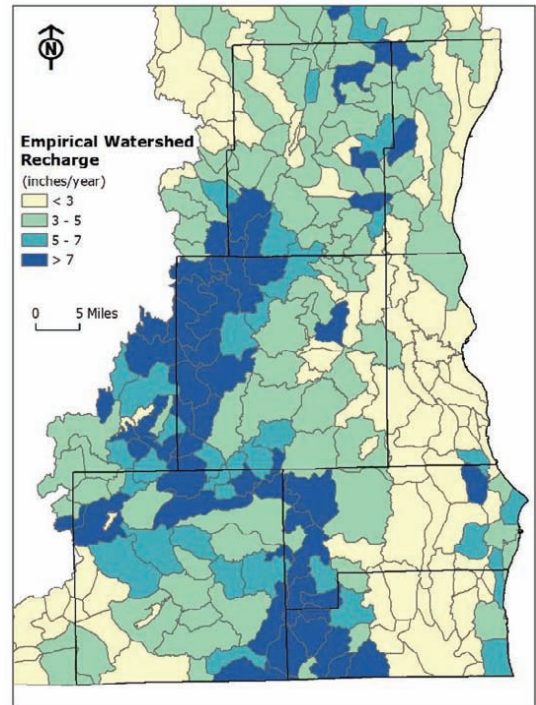 N
Empirical Watershed
Recharge
(inches/year)
< 3
3 - 5
5 - 7
> 7
0 5 Miles